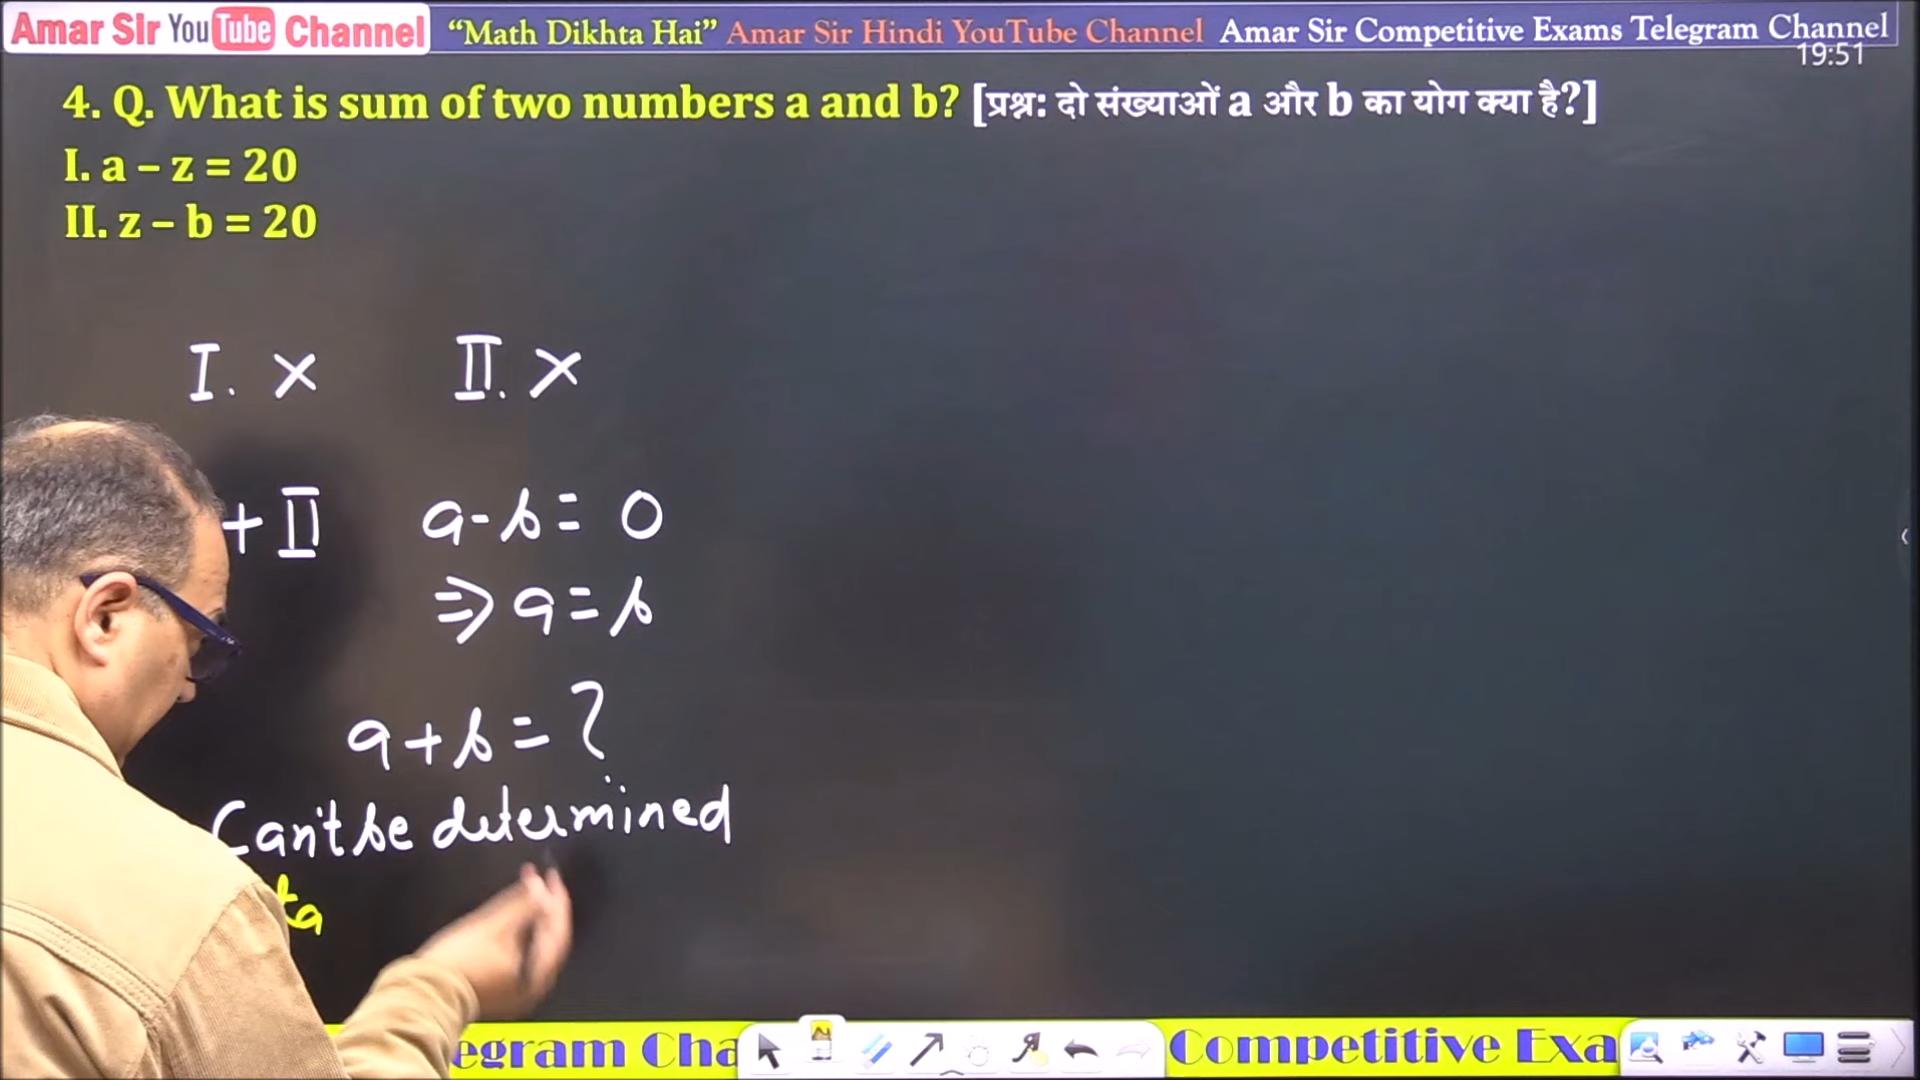 Amar Sir YouTube Channel "Math Dikhta Hai" Amar Sir Hindi YouTube Channel Amar Sir Competitive Exams Telegram Channel
19:51
4. Q. What is sum of two numbers a and b? [प्रश्न: दो संख्याओं a और b का योग क्या है?]
I. a – z = 20
II. z – b = 20
I. × II. ×
+ II a - b = 0
⇒ a = b
a + b = ?
Can't be determined
ta
egram Cha Competitive Exa